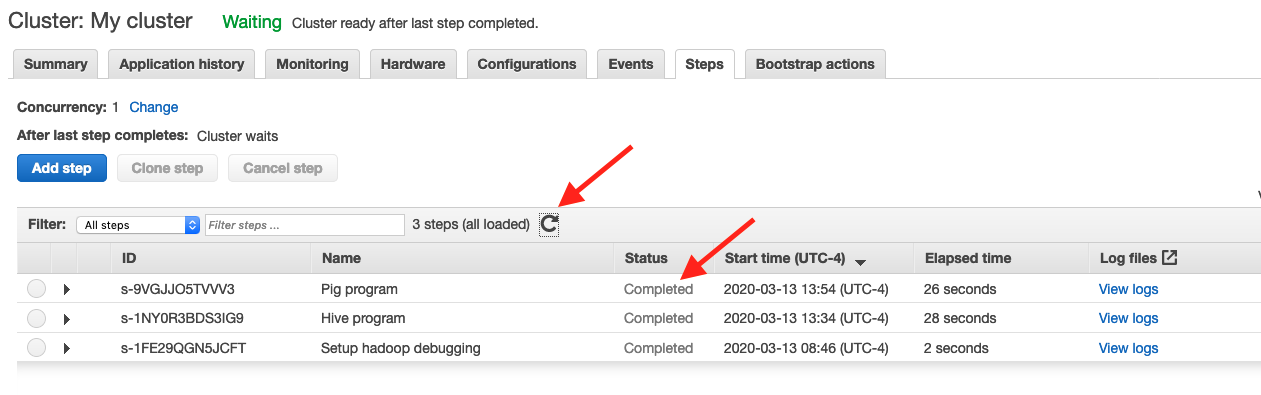 Cluster: My cluster Waiting Cluster ready after last step completed.
Summary Application history Monitoring Hardware Configurations Events Steps Bootstrap actions
Concurrency: 1 Change
After last step completes: Cluster waits
Add step Clone step Cancel step
Filter: All steps Filter steps ... 3 steps (all loaded)
ID Name Status Start time (UTC-4) Elapsed time Log files
s-9VGJJO5TVVV3 Pig program Completed 2020-03-13 13:54 (UTC-4) 26 seconds View logs
s-1NY0R3BDS3IG9 Hive program Completed 2020-03-13 13:34 (UTC-4) 28 seconds View logs
s-1FE29QGN5JCFT Setup hadoop debugging Completed 2020-03-13 08:46 (UTC-4) 2 seconds View logs